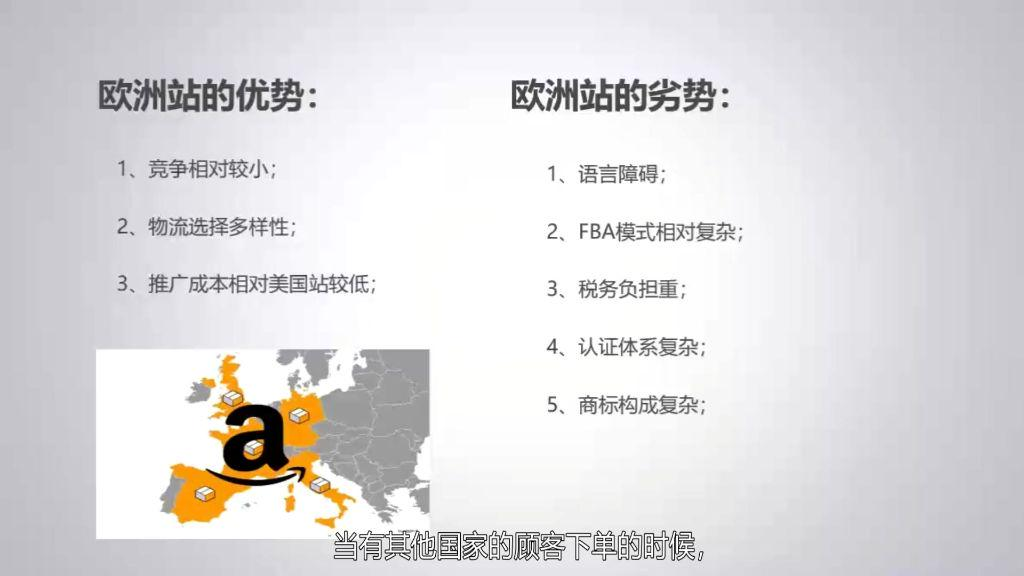 欧洲站的优势：
1、竞争相对较小；
2、物流选择多样性；
3、推广成本相对美国站较低；
欧洲站的劣势：
1、语言障碍；
2、FBA模式相对复杂；
3、税务负担重；
4、认证体系复杂；
5、商标构成复杂；
a
当有其他国家的顾客下单的时候，